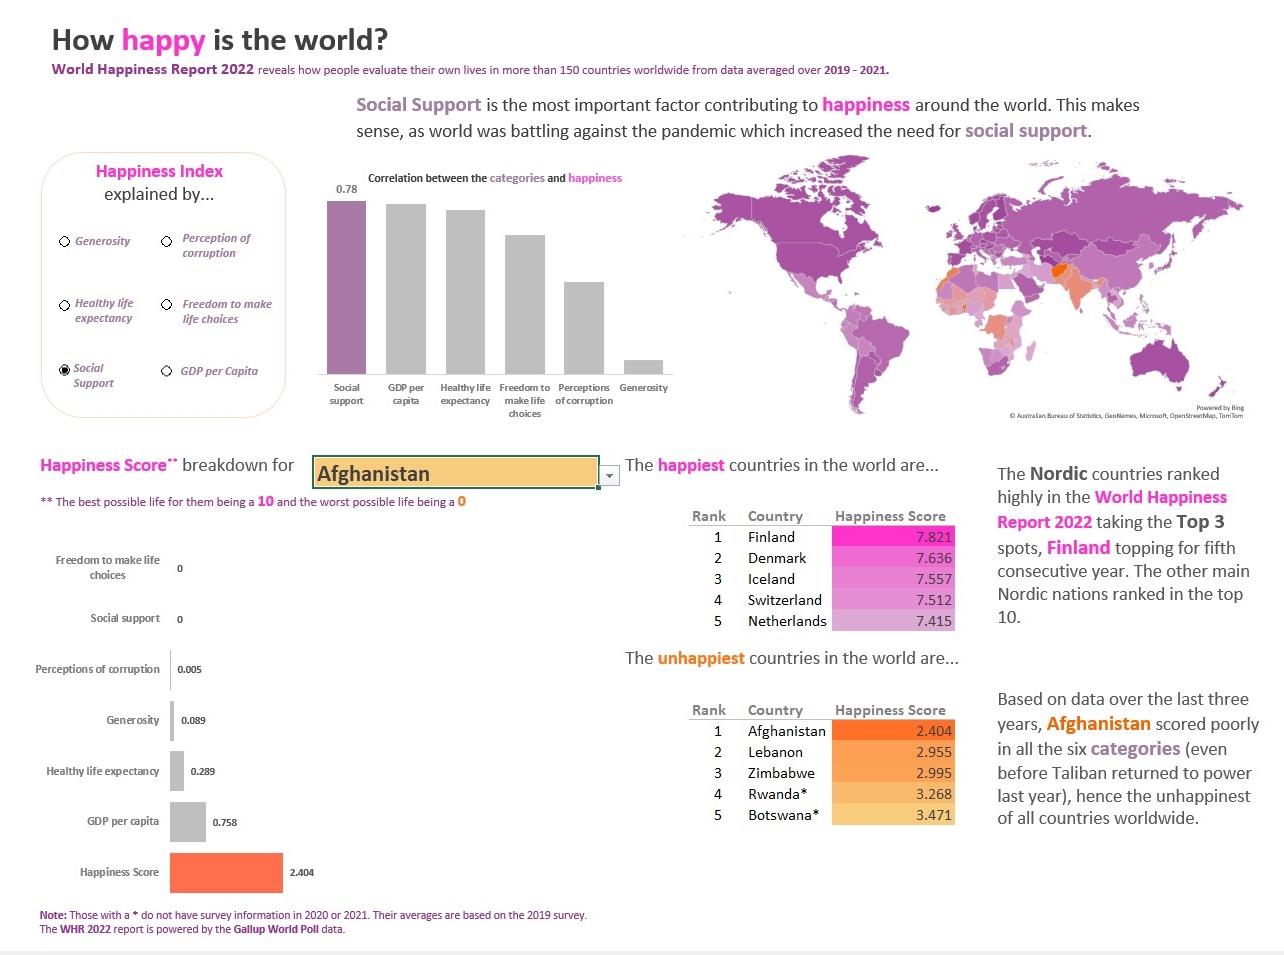 How happy is the world?
World Happiness Report 2022 reveals how people evaluate their own lives in more than 150 countries worldwide from data averaged over 2019 - 2021.
Social Support is the most important factor contributing to happiness around the world. This makes
sense, as world was battling against the pandemic which increased the need for social support.
Happiness Index
explained by...
Generosity
Perception of
corruption
Healthy life
expectancy
Freedom to make
life choices
Social
Support
GDP per Capita
Correlation between the categories and happiness
0.78
Social
support
GDP per
capita
Healthy life
expectancy
Freedom to
make life
choices
Perceptions
of corruption
Generosity
Powered by Bing
© Australian Bureau of Statistics, GeoNames, Microsoft, OpenStreetMap, TomTom
Happiness Score** breakdown for
Afghanistan
** The best possible life for them being a 10 and the worst possible life being a 0
Freedom to make life
choices
0
Social support 0
Perceptions of corruption 0.005
Generosity 0.089
Healthy life expectancy 0.289
GDP per capita 0.758
Happiness Score 2.404
The happiest countries in the world are...
Rank Country Happiness Score
1 Finland 7.821
2 Denmark 7.636
3 Iceland 7.557
4 Switzerland 7.512
5 Netherlands 7.415
The Nordic countries ranked
highly in the World Happiness
Report 2022 taking the Top 3
spots, Finland topping for fifth
consecutive year. The other main
Nordic nations ranked in the top
10.
The unhappiest countries in the world are...
Rank Country Happiness Score
1 Afghanistan 2.404
2 Lebanon 2.955
3 Zimbabwe 2.995
4 Rwanda* 3.268
5 Botswana* 3.471
Based on data over the last three
years, Afghanistan scored poorly
in all the six categories (even
before Taliban returned to power
last year), hence the unhappinest
of all countries worldwide.
Note: Those with a * do not have survey information in 2020 or 2021. Their averages are based on the 2019 survey.
The WHR 2022 report is powered by the Gallup World Poll data.